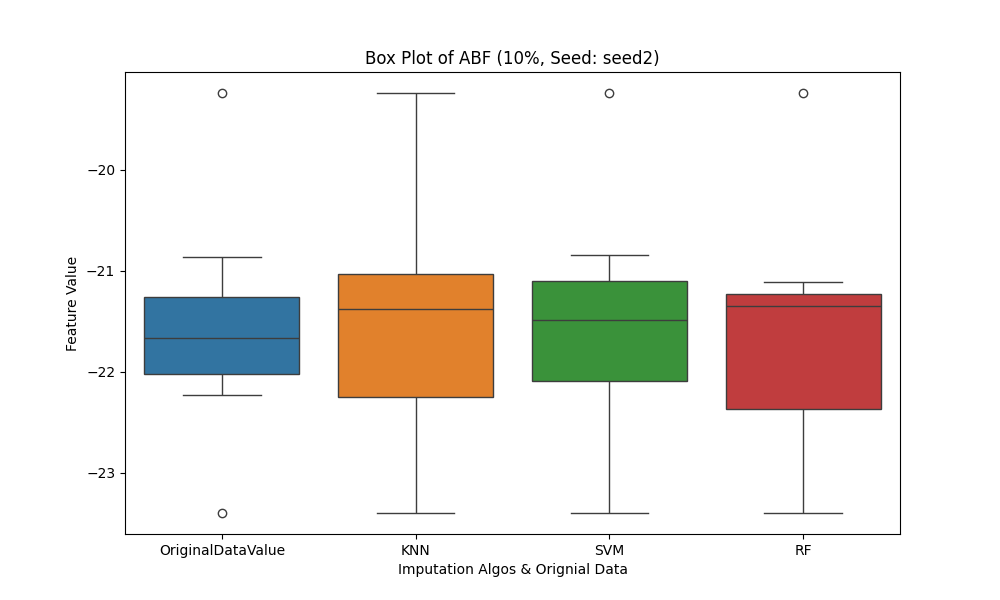 Box Plot of ABF (10%, Seed: seed2)
Feature Value
−20
−21
−22
−23
OriginalDataValue
KNN
SVM
RF
Imputation Algos & Orignial Data